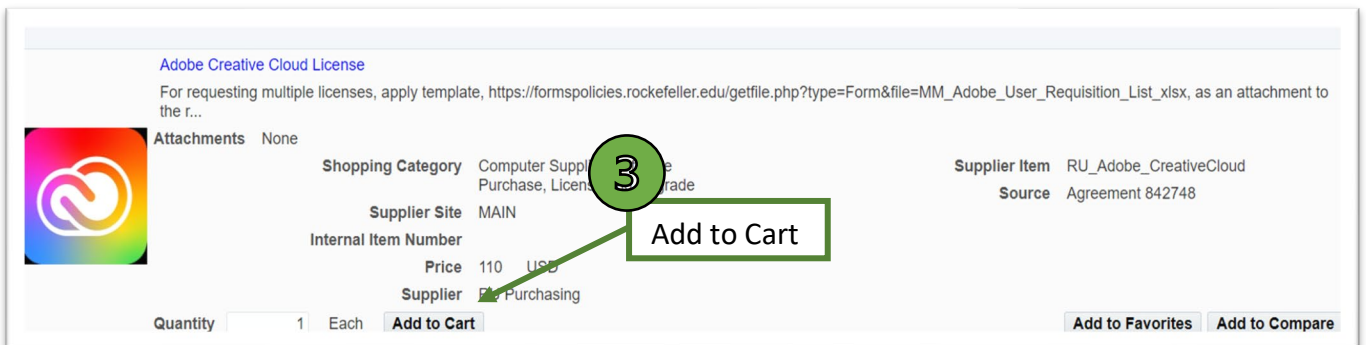 Adobe Creative Cloud License
For requesting multiple licenses, apply template, https://formspolicies.rockefeller.edu/getfile.php?type=Form&file=MM_Adobe_User_Requisition_List_xlsx, as an attachment to
the r...
Attachments None
Shopping Category Computer
Purchase,
Supplier Item RU_Adobe_CreativeCloud
Source Agreement 842748
3
Supplier Site MAIN
Add to Cart
Internal Item Number
Price 110 USD
Supplier Purchasing
Quantity 1 Each Add to Cart Add to Favorites Add to Compare